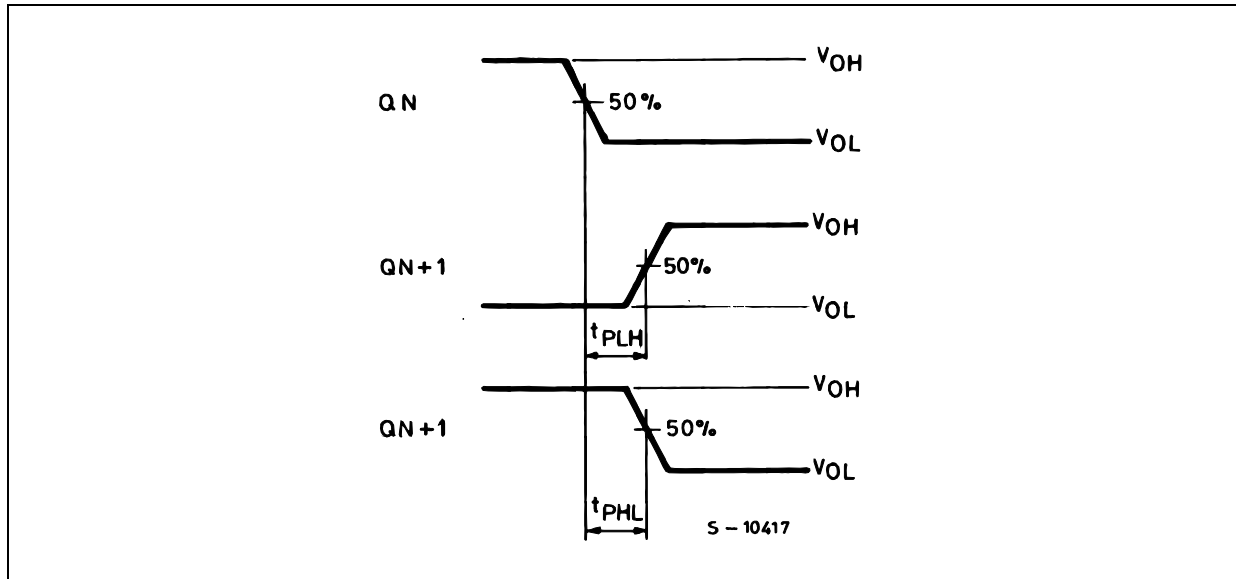 VOH
QN
50%
VOL
VOH
QN+1
50%
VOL
tPLH
VOH
QN+1
50%
VOL
tPHL
S - 10417